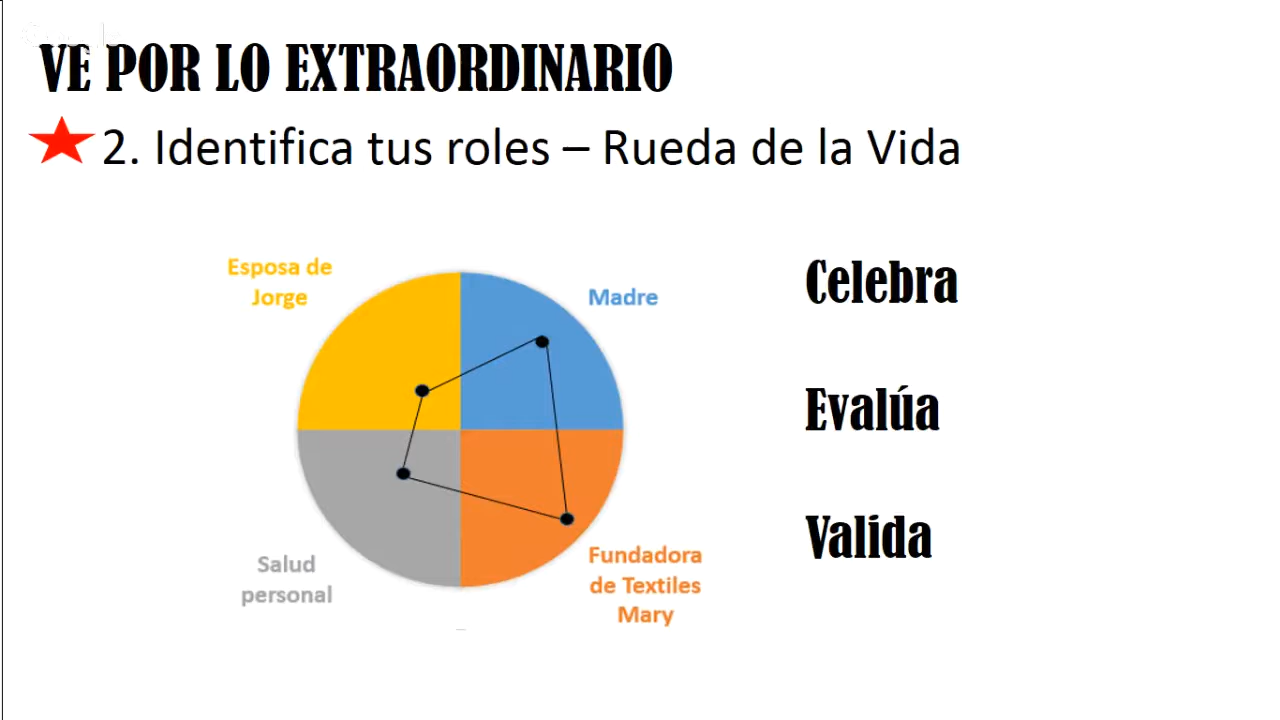 VE POR LO EXTRAORDINARIO
2. Identifica tus roles – Rueda de la Vida
Esposa de
Jorge
Madre
Salud
personal
Fundadora
de Textiles
Mary
Celebra
Evalúa
Valida